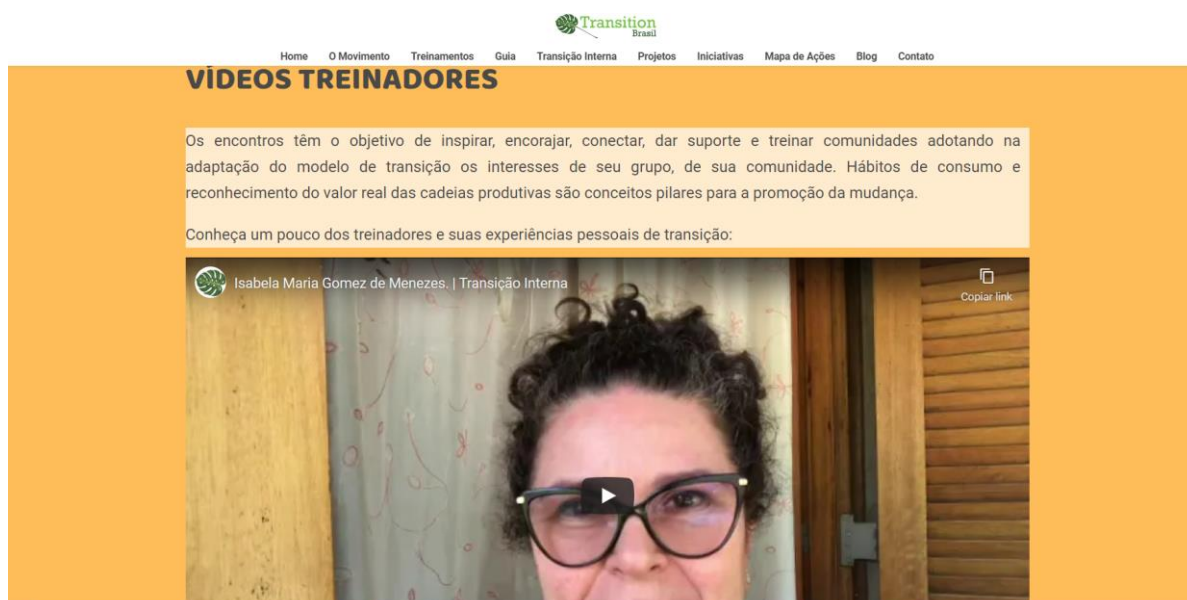 Transition
Brasil
Home O Movimento Treinamentos Guia Transição Interna Projetos Iniciativas Mapa de Ações Blog Contato
VÍDEOS TREINADORES
Os encontros têm o objetivo de inspirar, encorajar, conectar, dar suporte e treinar comunidades adotando na
adaptação do modelo de transição os interesses de seu grupo, de sua comunidade. Hábitos de consumo e
reconhecimento do valor real das cadeias produtivas são conceitos pilares para a promoção da mudança.
Conheça um pouco dos treinadores e suas experiências pessoais de transição:
Isabela Maria Gomez de Menezes. | Transição Interna
Copiar link